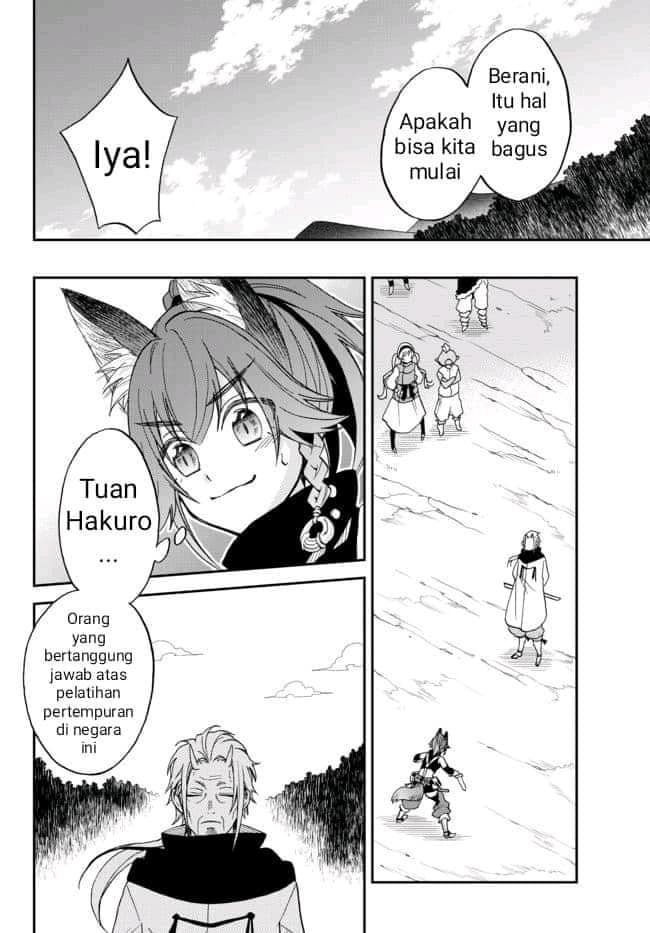 Berani,
Itu hal
yang
bagus
Apakah
bisa kita
mulai
Iya!
Tuan
Hakuro
...
Orang
yang
bertanggung
jawab atas
pelatihan
pertempuran
di negara
ini